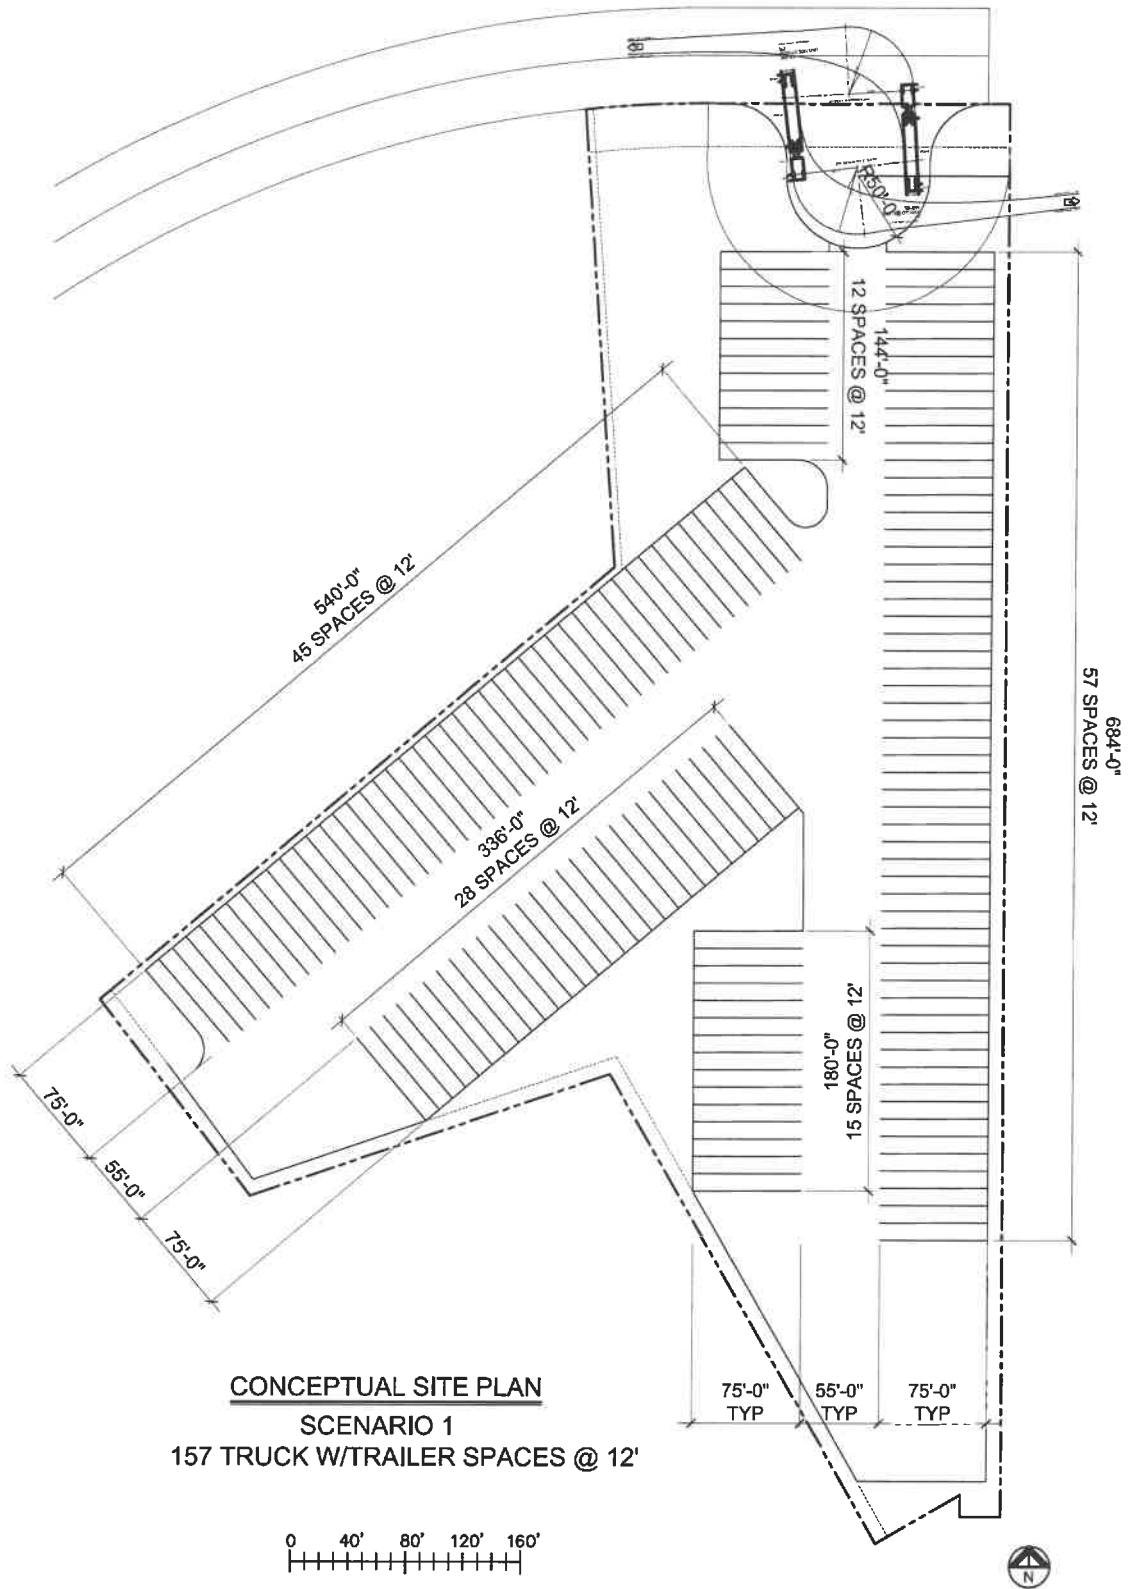 R50'-0"
144'-0"
12 SPACES @ 12'
540'-0"
45 SPACES @ 12'
684'-0"
57 SPACES @ 12'
336'-0"
28 SPACES @ 12'
180'-0"
15 SPACES @ 12'
75'-0"
55'-0"
75'-0"
75'-0"
TYP
55'-0"
TYP
75'-0"
TYP
CONCEPTUAL SITE PLAN
SCENARIO 1
157 TRUCK W/TRAILER SPACES @ 12'
0 40' 80' 120' 160'
N